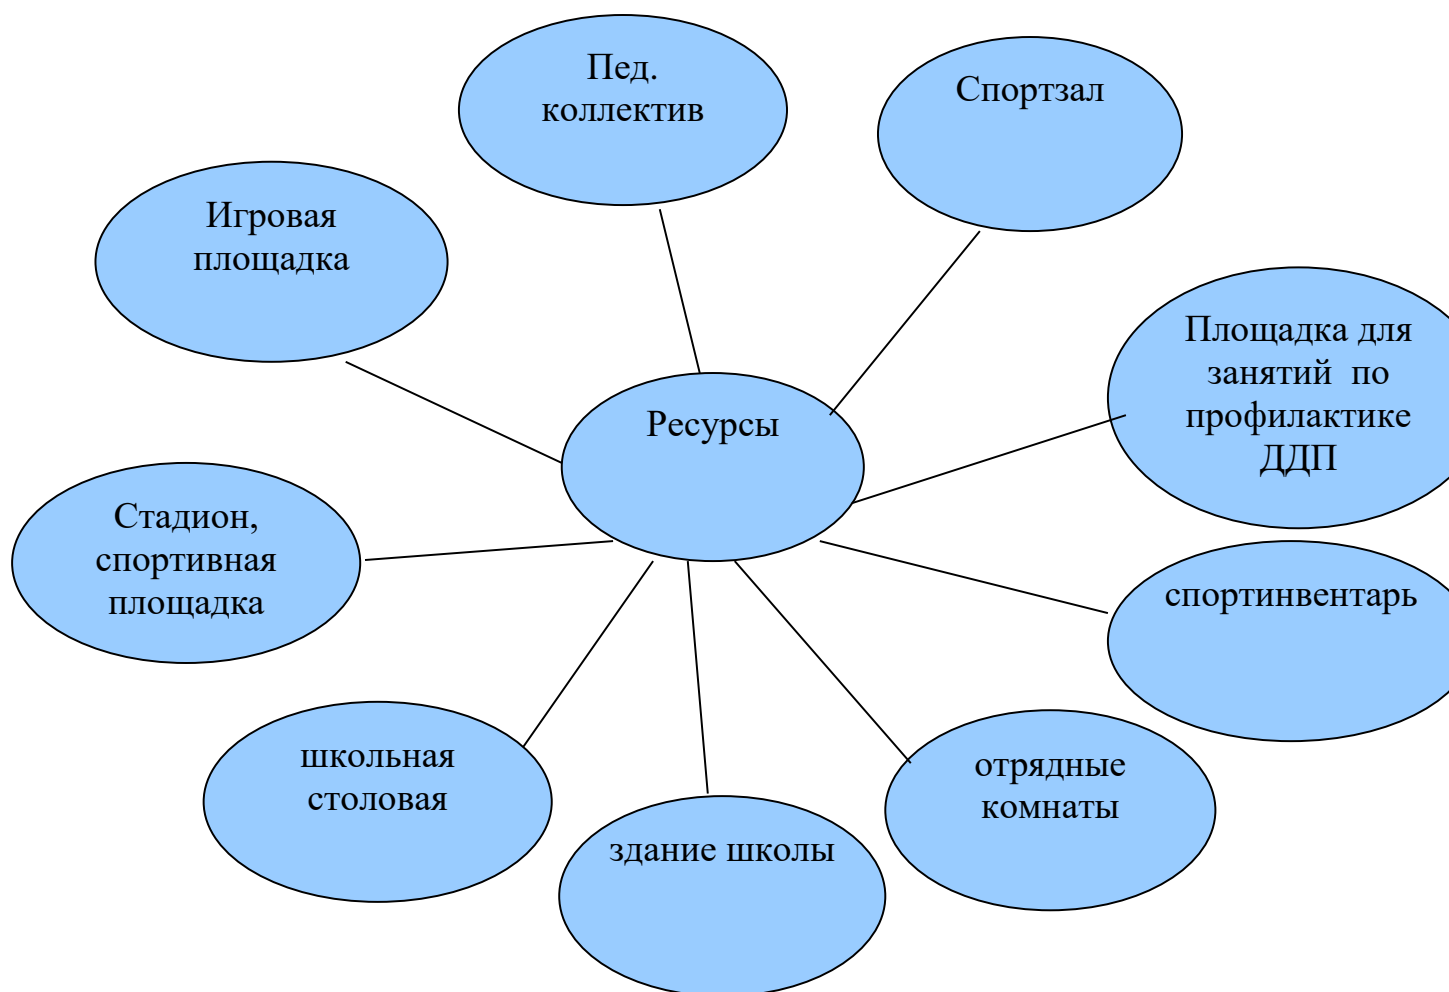 Пед.
коллектив
Спортзал
Игровая
площадка
Площадка для
занятий  по
профилактике
ДДП
Ресурсы
Стадион,
спортивная
площадка
спортинвентарь
школьная
столовая
отрядные
комнаты
здание школы